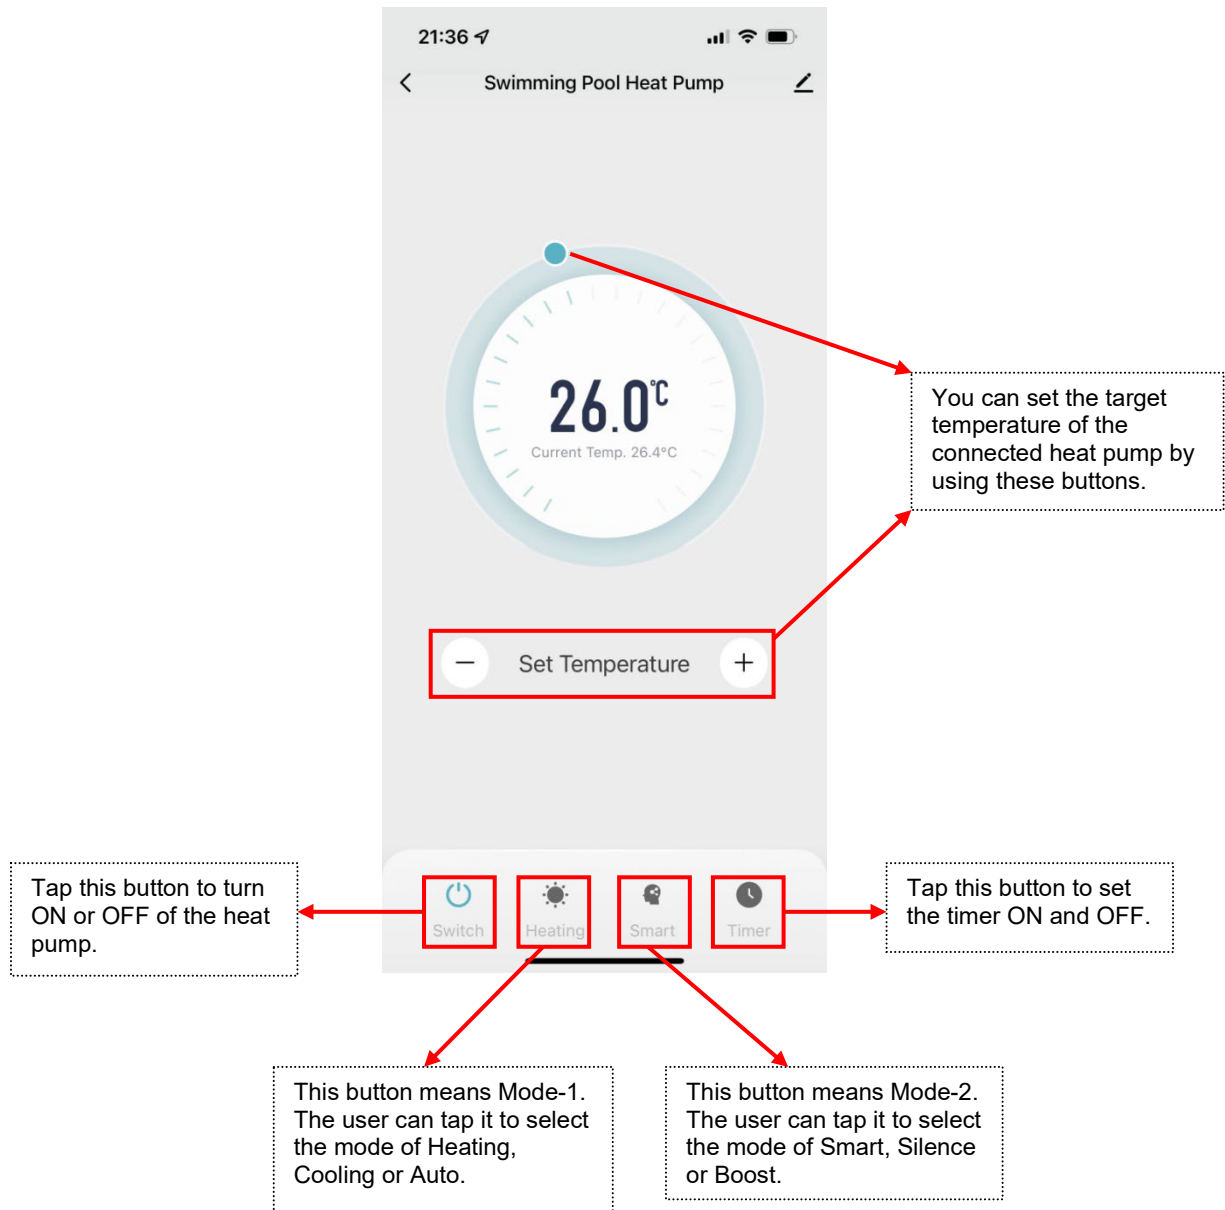 21:36
Swimming Pool Heat Pump
26.0℃
Current Temp. 26.4°C
You can set the target
temperature of the
connected heat pump by
using these buttons.
− Set Temperature +
Tap this button to turn
ON or OFF of the heat
pump.
Switch Heating Smart Timer
Tap this button to set
the timer ON and OFF.
This button means Mode-1.
The user can tap it to select
the mode of Heating,
Cooling or Auto.
This button means Mode-2.
The user can tap it to select
the mode of Smart, Silence
or Boost.